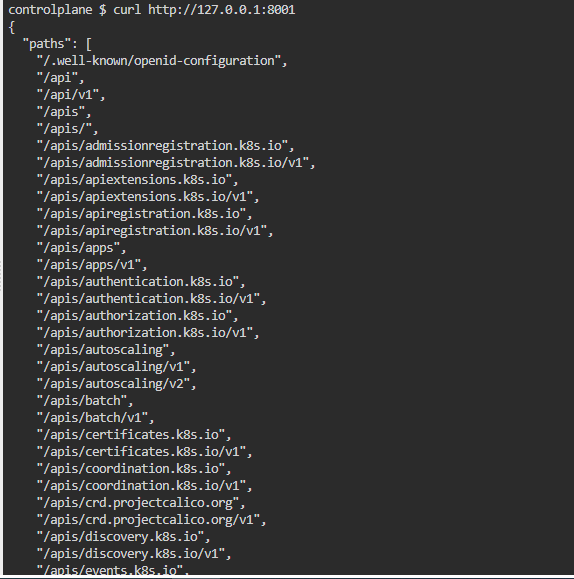 controlplane $ curl http://127.0.0.1:8001
{
  "paths": [
    "/.well-known/openid-configuration",
    "/api",
    "/api/v1",
    "/apis",
    "/apis/",
    "/apis/admissionregistration.k8s.io",
    "/apis/admissionregistration.k8s.io/v1",
    "/apis/apiextensions.k8s.io",
    "/apis/apiextensions.k8s.io/v1",
    "/apis/apiregistration.k8s.io",
    "/apis/apiregistration.k8s.io/v1",
    "/apis/apps",
    "/apis/apps/v1",
    "/apis/authentication.k8s.io",
    "/apis/authentication.k8s.io/v1",
    "/apis/authorization.k8s.io",
    "/apis/authorization.k8s.io/v1",
    "/apis/autoscaling",
    "/apis/autoscaling/v1",
    "/apis/autoscaling/v2",
    "/apis/batch",
    "/apis/batch/v1",
    "/apis/certificates.k8s.io",
    "/apis/certificates.k8s.io/v1",
    "/apis/coordination.k8s.io",
    "/apis/coordination.k8s.io/v1",
    "/apis/crd.projectcalico.org",
    "/apis/crd.projectcalico.org/v1",
    "/apis/discovery.k8s.io",
    "/apis/discovery.k8s.io/v1",
    "/apis/events.k8s.io",